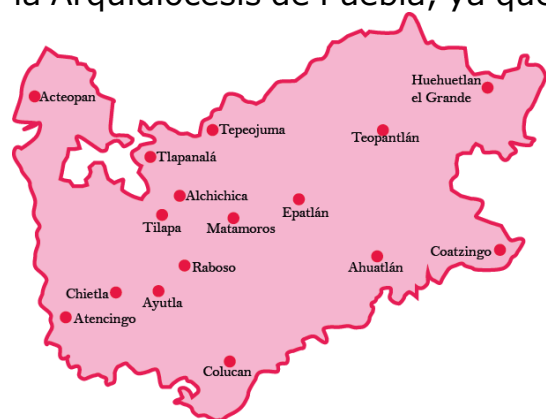 la Arquidiócesis de Puebla, ya que
Huehuetlan
el Grande
Acteopan
Tepeojuma
Teopantlán
Tlapanalá
Alchichica
Epatlán
Tilapa
Matamoros
Coatzingo
Ahuatlán
Raboso
Chietla
Ayutla
Atencingo
Colucan